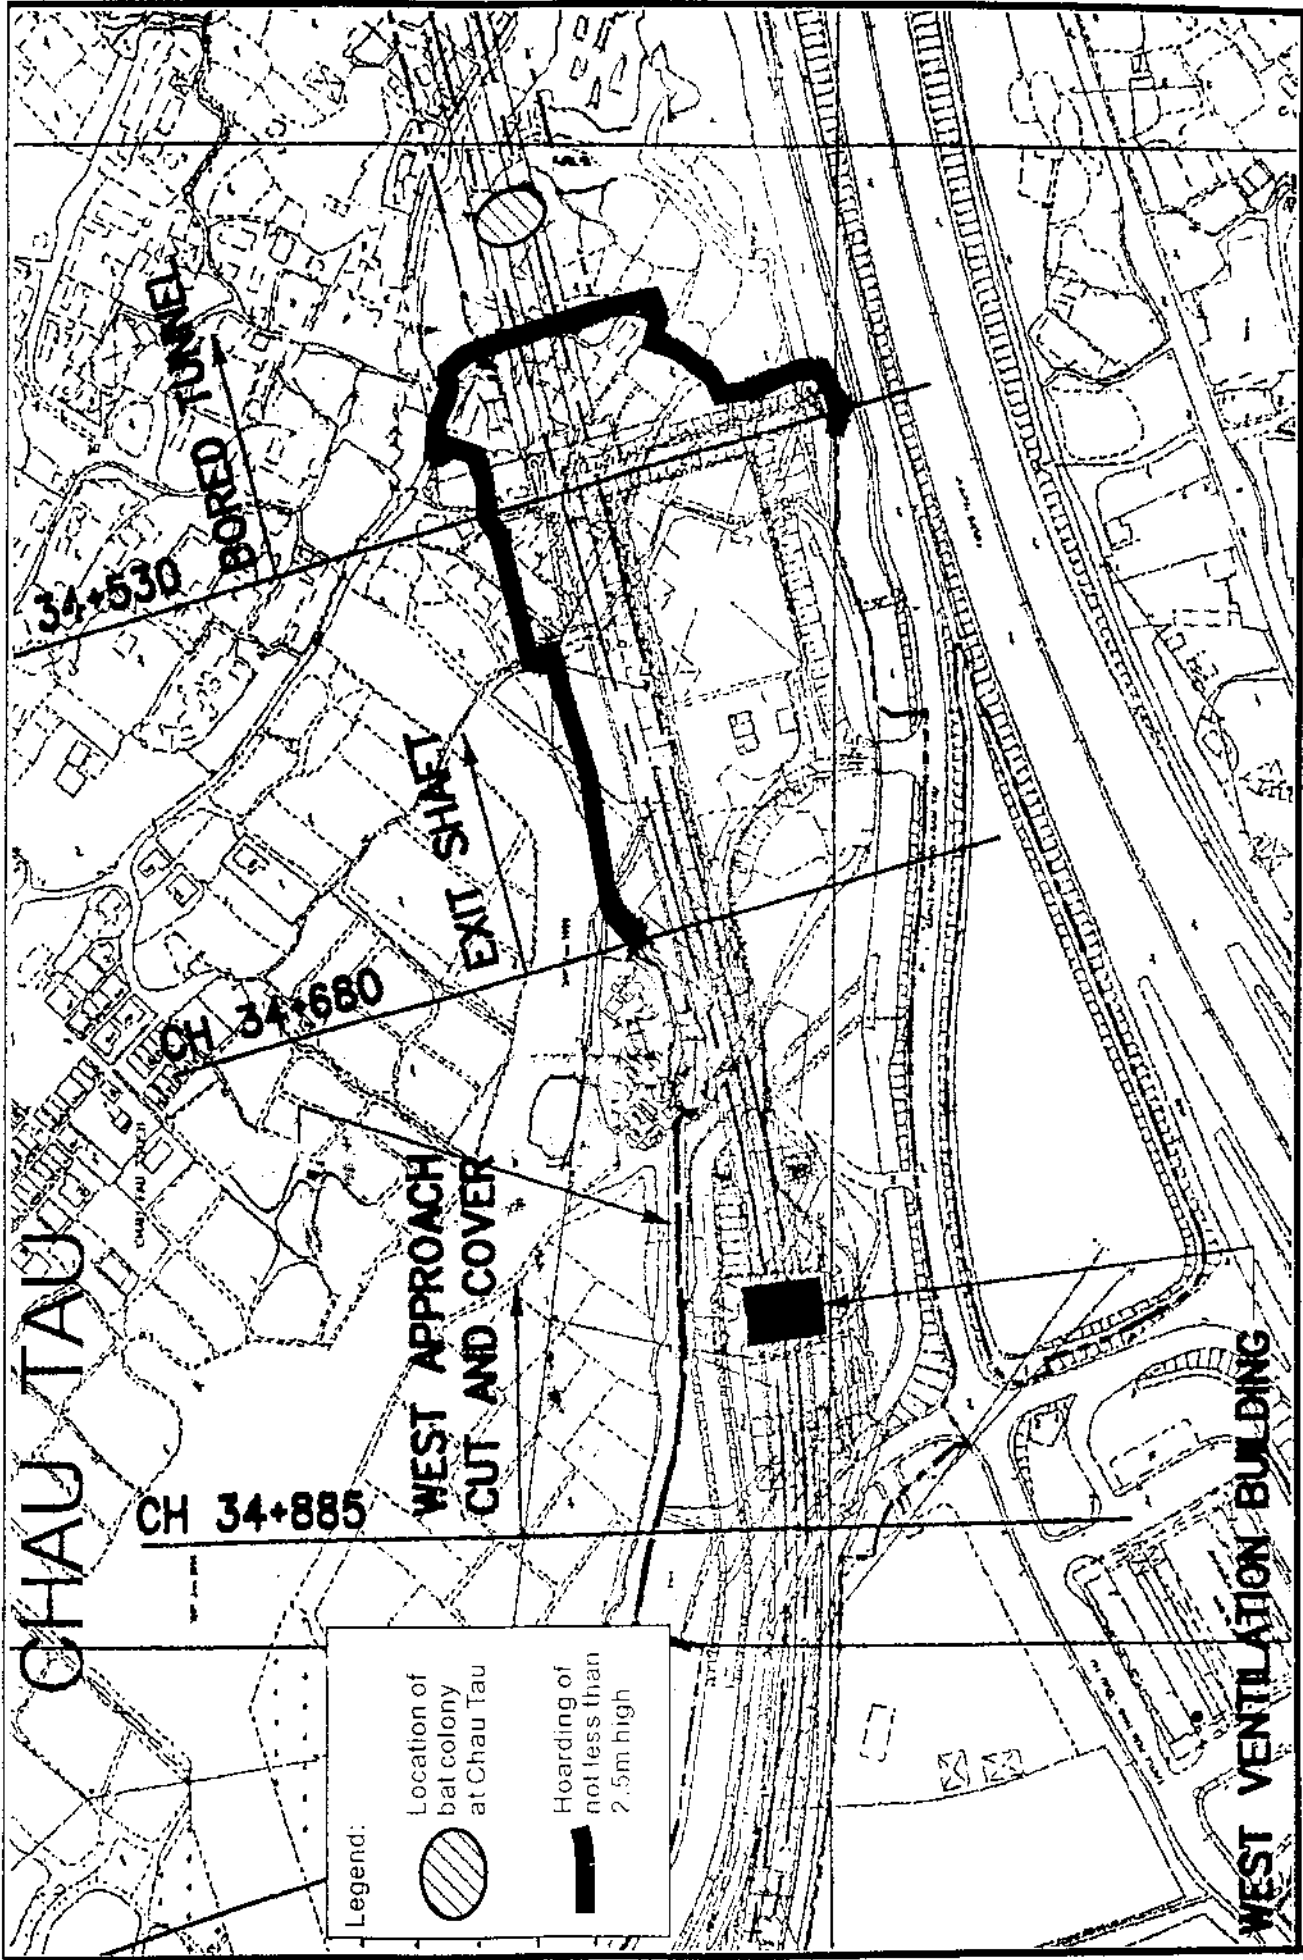 CHAU TAU
34+530
BORED TUNNEL
CH 34+680
EXIT SHAFT
WEST APPROACH
CUT AND COVER
CH 34+885
WEST VENTILATION BUILDING
Legend:
Location of
bat colony
at Chau Tau
Hoarding of
not less than
2.5m high